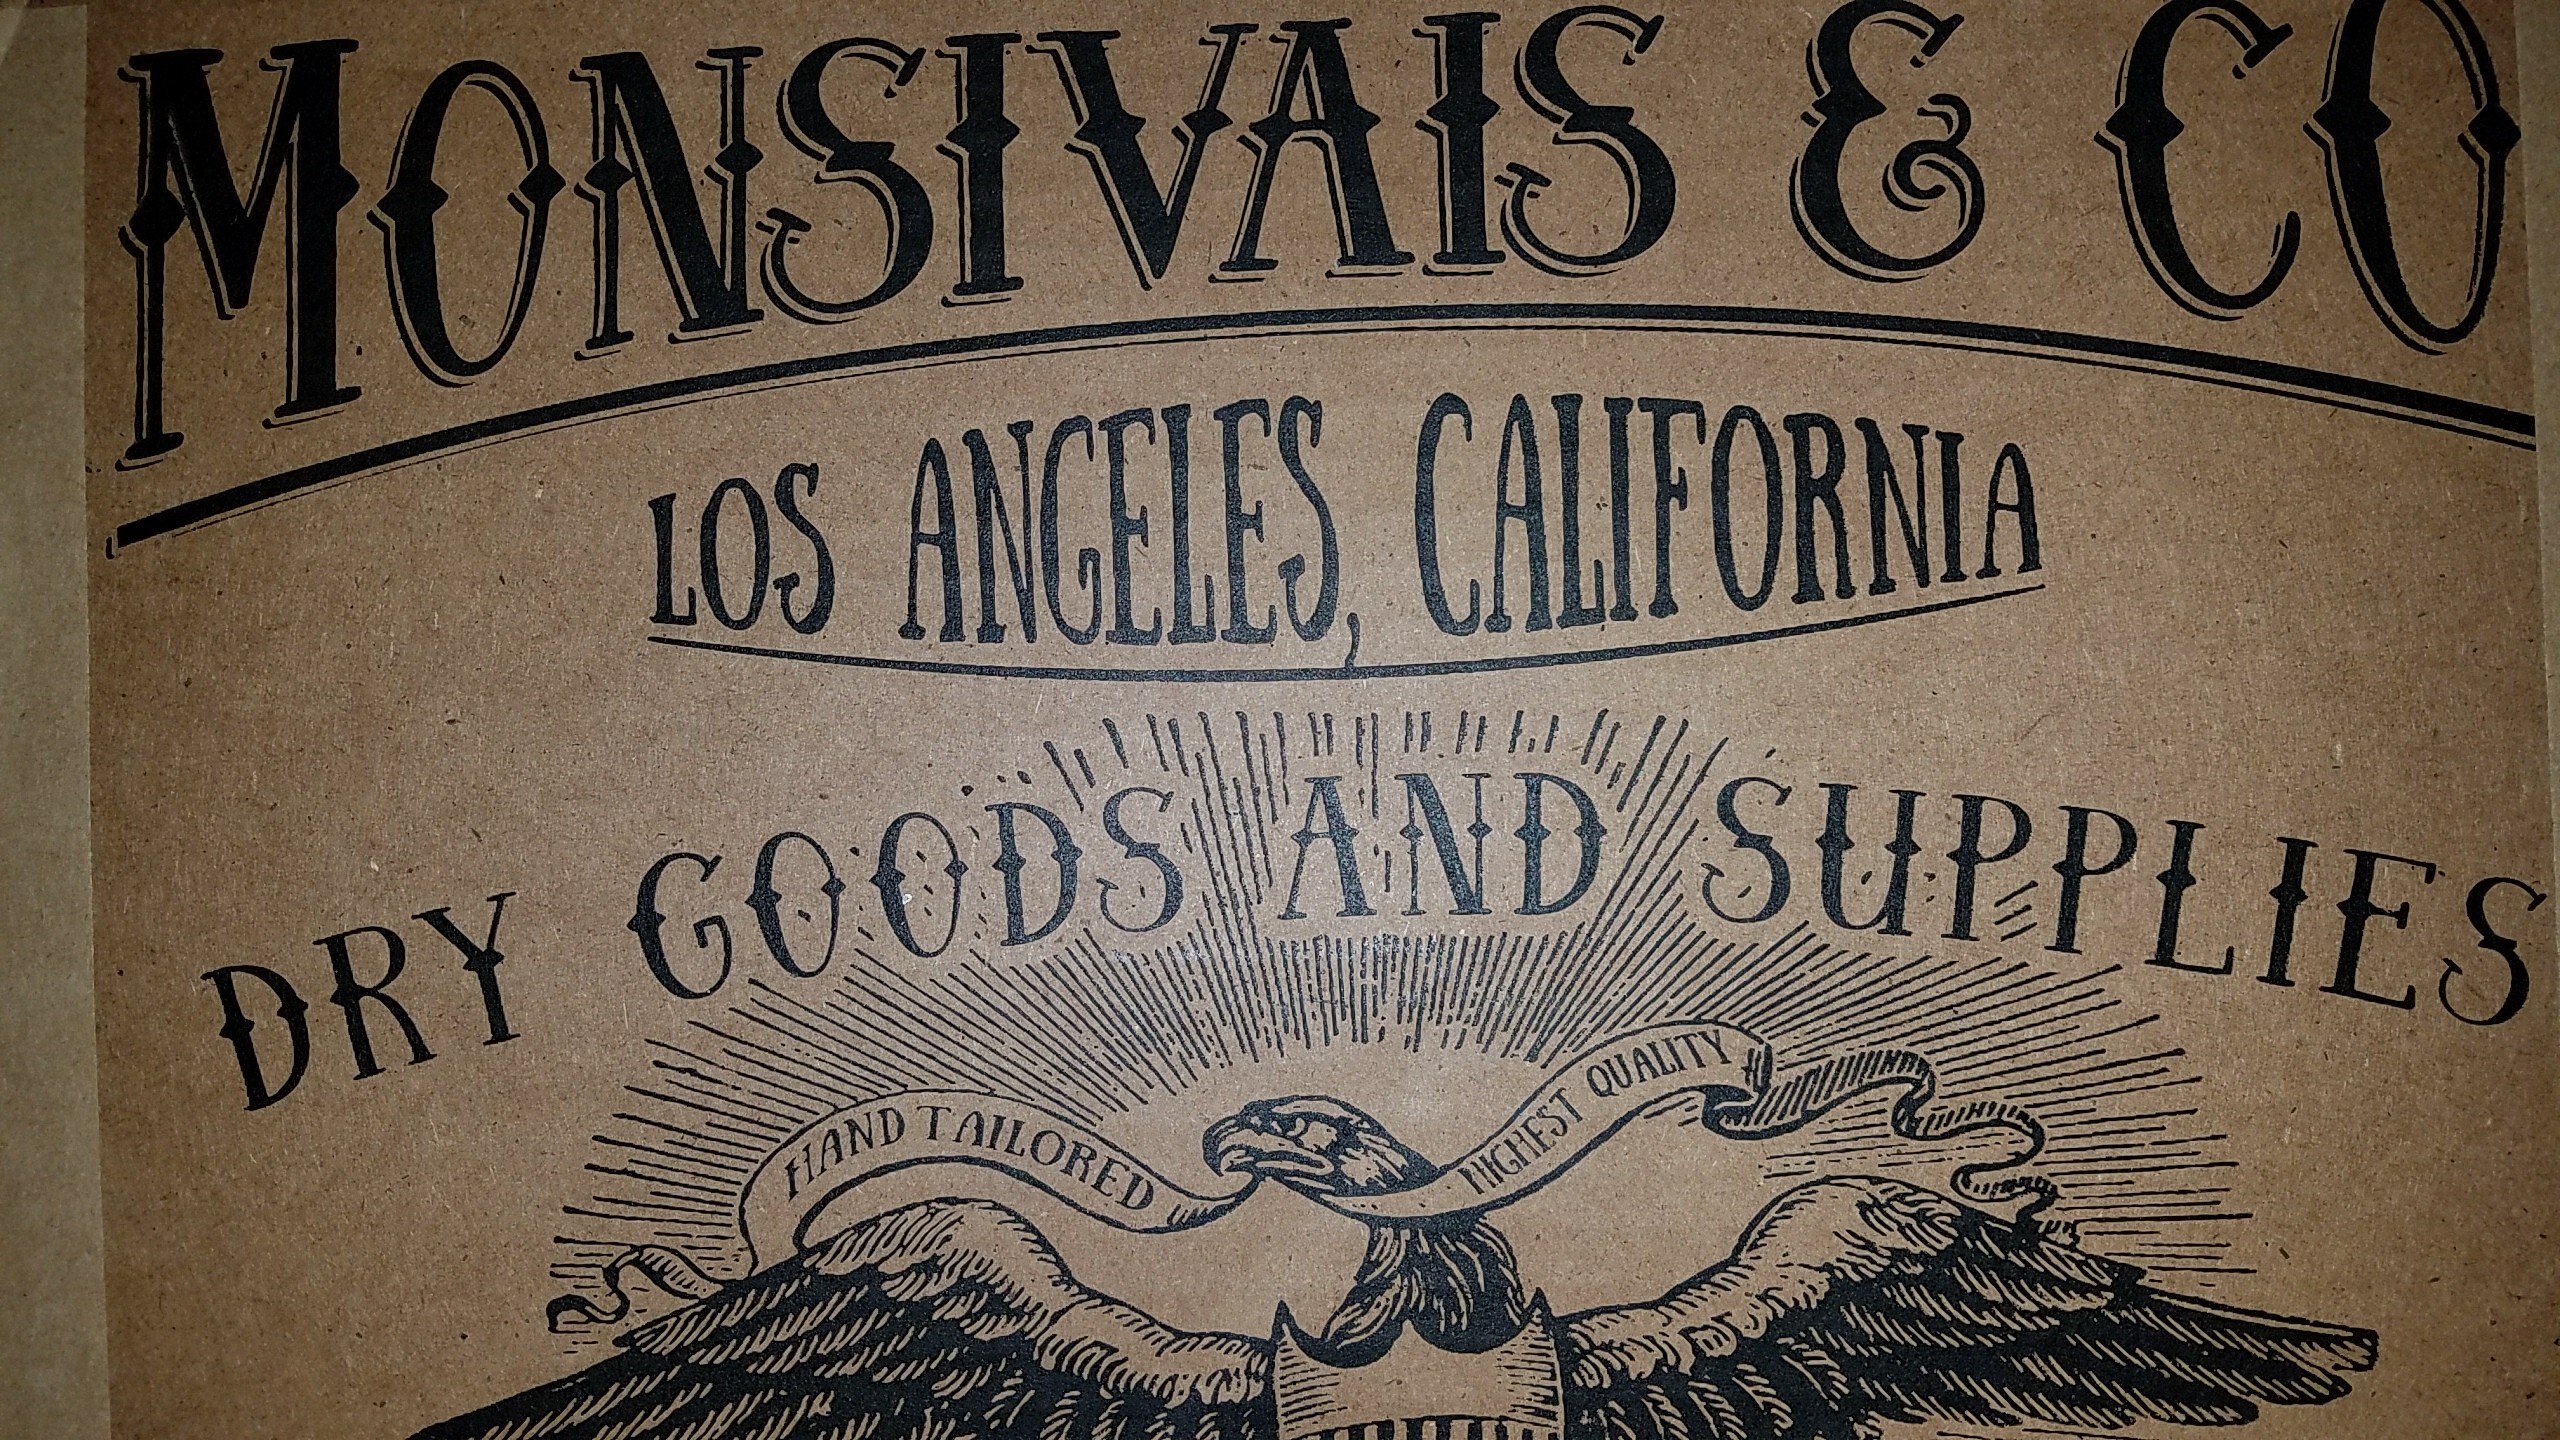 MONSIVAIS & CO
LOS ANGELES, CALIFORNIA
DRY GOODS AND SUPPLIES
HAND TAILORED
HIGHEST QUALITY